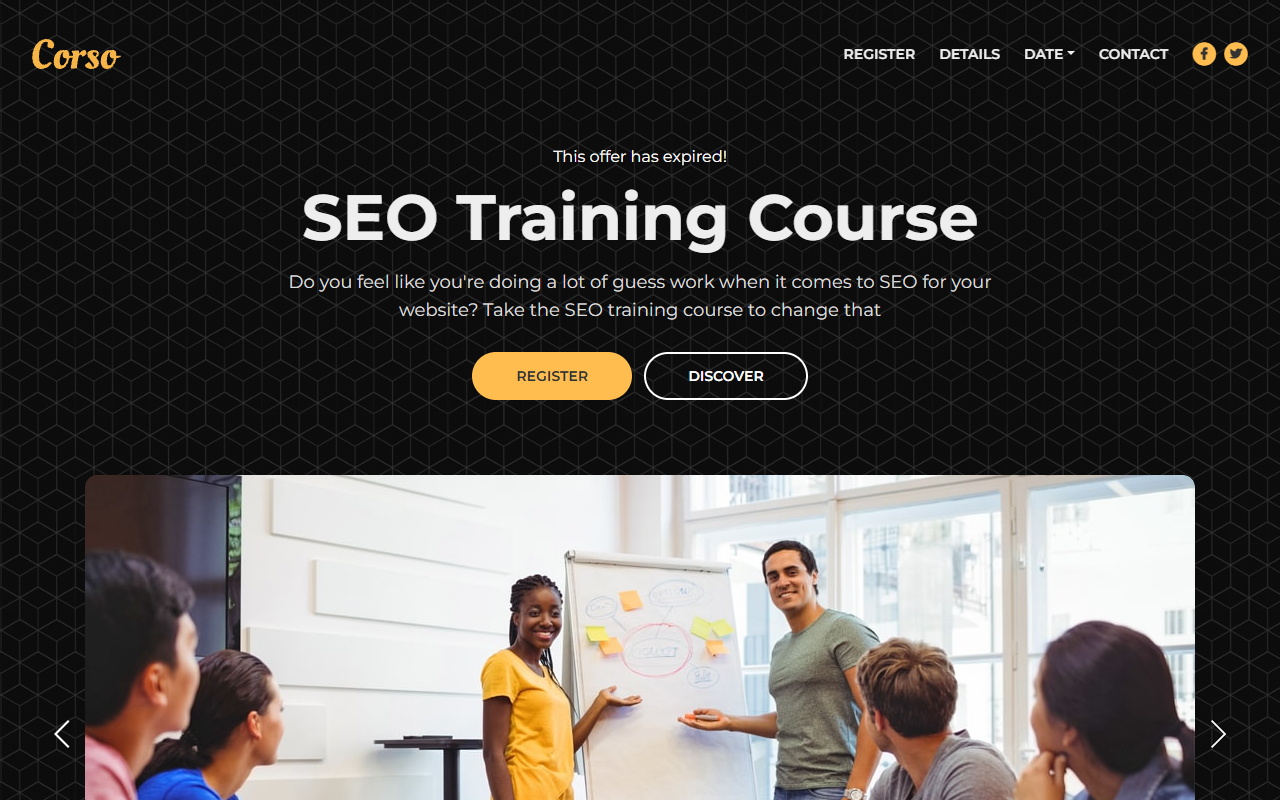 Corso
REGISTER DETAILS DATE CONTACT
This offer has expired!
SEO Training Course
Do you feel like you're doing a lot of guess work when it comes to SEO for your
website? Take the SEO training course to change that
REGISTER DISCOVER